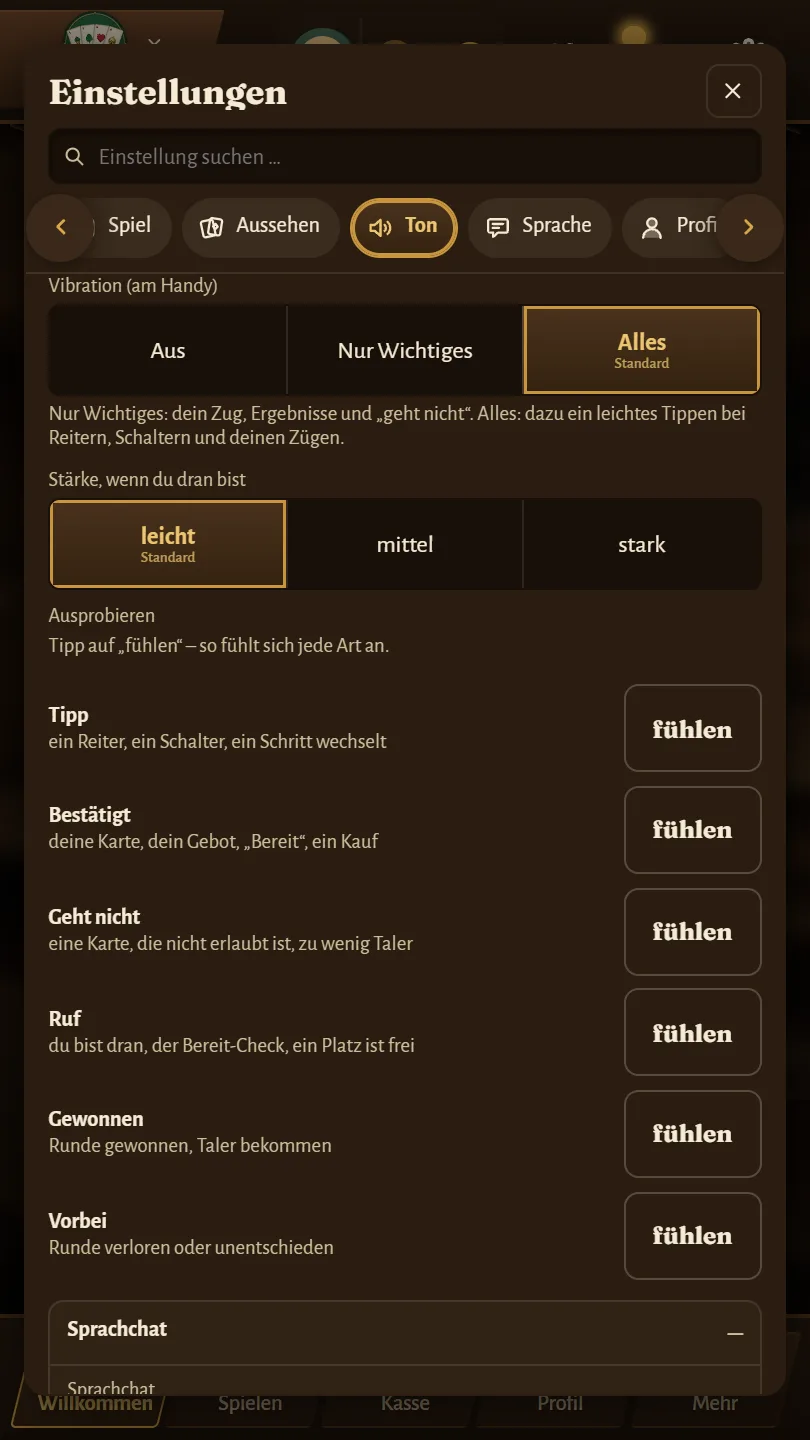 Einstellungen
Einstellung suchen ...
Spiel
Aussehen
Ton
Sprache
Profi
Vibration (am Handy)
Aus
Nur Wichtiges
Alles
Standard
Nur Wichtiges: dein Zug, Ergebnisse und „geht nicht“. Alles: dazu ein leichtes Tippen bei
Reitern, Schaltern und deinen Zügen.
Stärke, wenn du dran bist
leicht
Standard
mittel
stark
Ausprobieren
Tipp auf „fühlen“ – so fühlt sich jede Art an.
Tipp
ein Reiter, ein Schalter, ein Schritt wechselt
fühlen
Bestätigt
deine Karte, dein Gebot, „Bereit“, ein Kauf
fühlen
Geht nicht
eine Karte, die nicht erlaubt ist, zu wenig Taler
fühlen
Ruf
du bist dran, der Bereit-Check, ein Platz ist frei
fühlen
Gewonnen
Runde gewonnen, Taler bekommen
fühlen
Vorbei
Runde verloren oder unentschieden
fühlen
Sprachchat
Sprachchat
Willkommen
Spielen
Kasse
Profil
Mehr